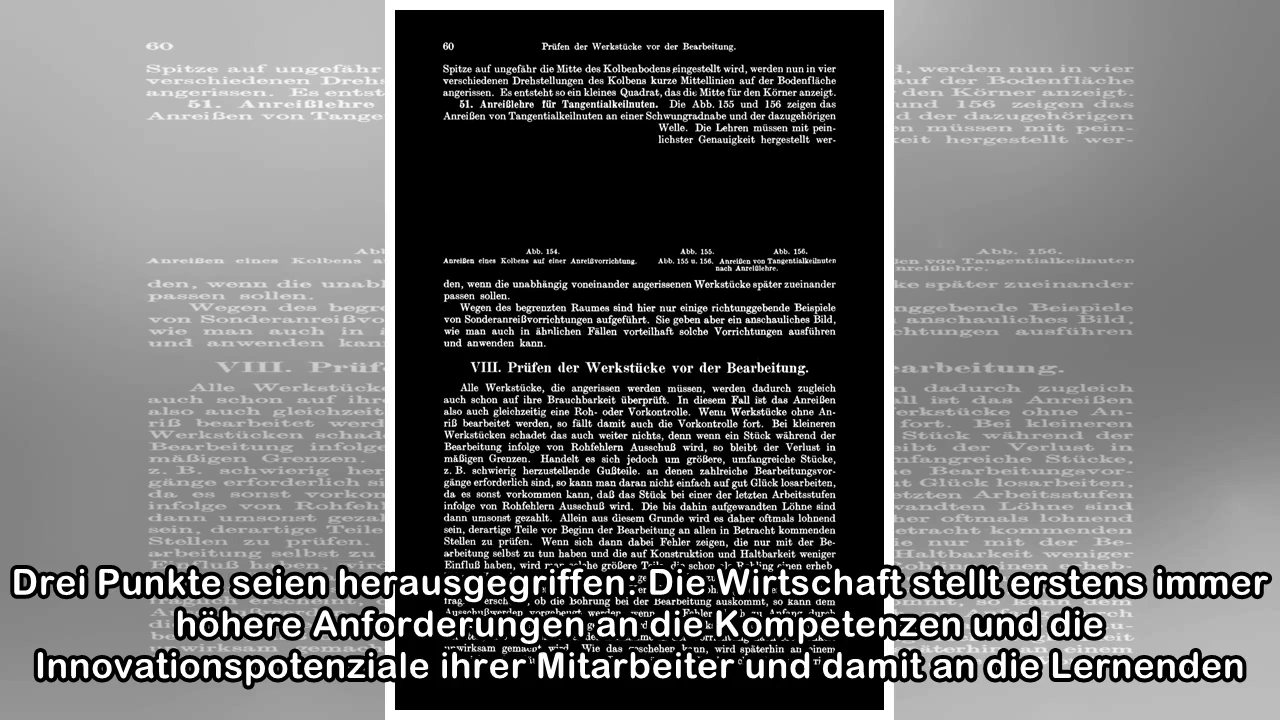 60 Prüfen der Werkstücke vor der Bearbeitung.
Spitze auf ungefähr die Mitte des Kolbenbodens eingestellt wird, werden nun in vier
verschiedenen Drehstellungen des Kolbens kurze Mittellinien auf der Bodenfläche
angerissen. Es entsteht so ein kleines Quadrat, das die Mitte für den Körner anzeigt.
51. Anreißlehre für Tangentialkeilnuten. Die Abb. 155 und 156 zeigen das
Anreißen von Tangentialkeilnuten an einer Schwungradnabe und der dazugehörigen
Welle. Die Lehren müssen mit pein-
lichster Genauigkeit hergestellt wer-
Abb. 154. Abb. 155. Abb. 156.
Anreißen eines Kolbens auf einer Anreißvorrichtung. Abb. 155 u. 156. Anreißen von Tangentialkeilnuten
nach Anreißlehre.
den, wenn die unabhängig voneinander angerissenen Werkstücke später zueinander
passen sollen.
Wegen des begrenzten Raumes sind hier nur einige richtunggebende Beispiele
von Sonderanreißvorrichtungen aufgeführt. Sie geben aber ein anschauliches Bild,
wie man auch in ähnlichen Fällen vorteilhaft solche Vorrichtungen ausführen
und anwenden kann.
VIII. Prüfen der Werkstücke vor der Bearbeitung.
Alle Werkstücke, die angerissen werden müssen, werden dadurch zugleich
auch schon auf ihre Brauchbarkeit überprüft. In diesem Fall ist das Anreißen
also auch gleichzeitig eine Roh- oder Vorkontrolle. Wenn Werkstücke ohne An-
riß bearbeitet werden, so fällt damit auch die Vorkontrolle fort. Bei kleineren
Werkstücken schadet das auch weiter nichts, denn wenn ein Stück während der
Bearbeitung infolge von Rohfehlern Ausschuß wird, so bleibt der Verlust in
mäßigen Grenzen. Handelt es sich jedoch um größere, umfangreiche Stücke,
z. B. schwierig herzustellende Gußteile. an denen zahlreiche Bearbeitungsvor-
gänge erforderlich sind, so kann man daran nicht einfach auf gut Glück losarbeiten,
da es sonst vorkommen kann, daß das Stück bei einer der letzten Arbeitsstufen
infolge von Rohfehlern Ausschuß wird. Die bis dahin aufgewandten Löhne sind
dann umsonst gezahlt. Allein aus diesem Grunde wird es daher oftmals lohnend
sein, derartige Teile vor Beginn der Bearbeitung an allen in Betracht kommenden
Stellen zu prüfen. Wenn sich dann dabei Fehler zeigen, die nur mit der Be-
arbeitung selbst zu tun haben und die auf Konstruktion und Haltbarkeit weniger
Einfluß haben, wird man solche größere
Drei Punkte seien herausgegriffen: Die Wirtschaft stellt erstens immer
ob die Bohrung bei der Bearbeitung auskommt, so kann dem
höhere Anforderungen an die Kompetenzen und die
Innovationspotenziale ihrer Mitarbeiter und damit an die Lernenden